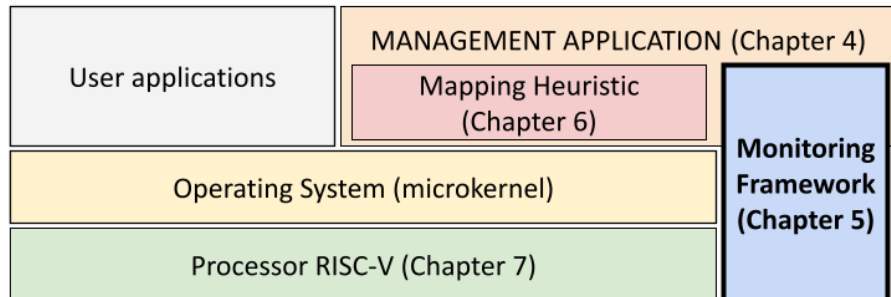 User applications
MANAGEMENT APPLICATION (Chapter 4)
Mapping Heuristic
(Chapter 6)
Monitoring
Framework
(Chapter 5)
Operating System (microkernel)
Processor RISC-V (Chapter 7)